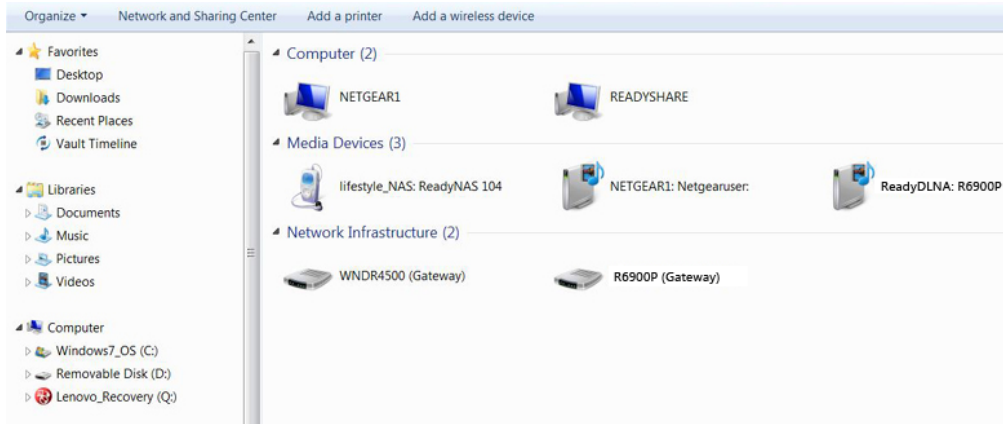 Organize Network and Sharing Center Add a printer Add a wireless device
Favorites
Desktop
Downloads
Recent Places
Vault Timeline
Libraries
Documents
Music
Pictures
Videos
Computer
Windows7_OS (C:)
Removable Disk (D:)
Lenovo_Recovery (Q:)
Computer (2)
NETGEAR1 READYSHARE
Media Devices (3)
lifestyle_NAS: ReadyNAS 104 NETGEAR1: Netgearuser: ReadyDLNA: R6900P
Network Infrastructure (2)
WNDR4500 (Gateway) R6900P (Gateway)